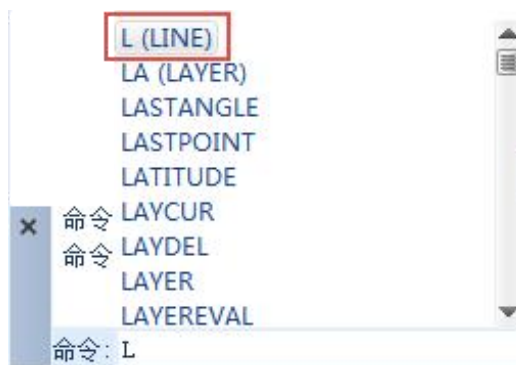 L (LINE)
LA (LAYER)
LASTANGLE
LASTPOINT
LATITUDE
命令 LAYCUR
命令 LAYDEL
LAYER
LAYEREVAL
命令: L